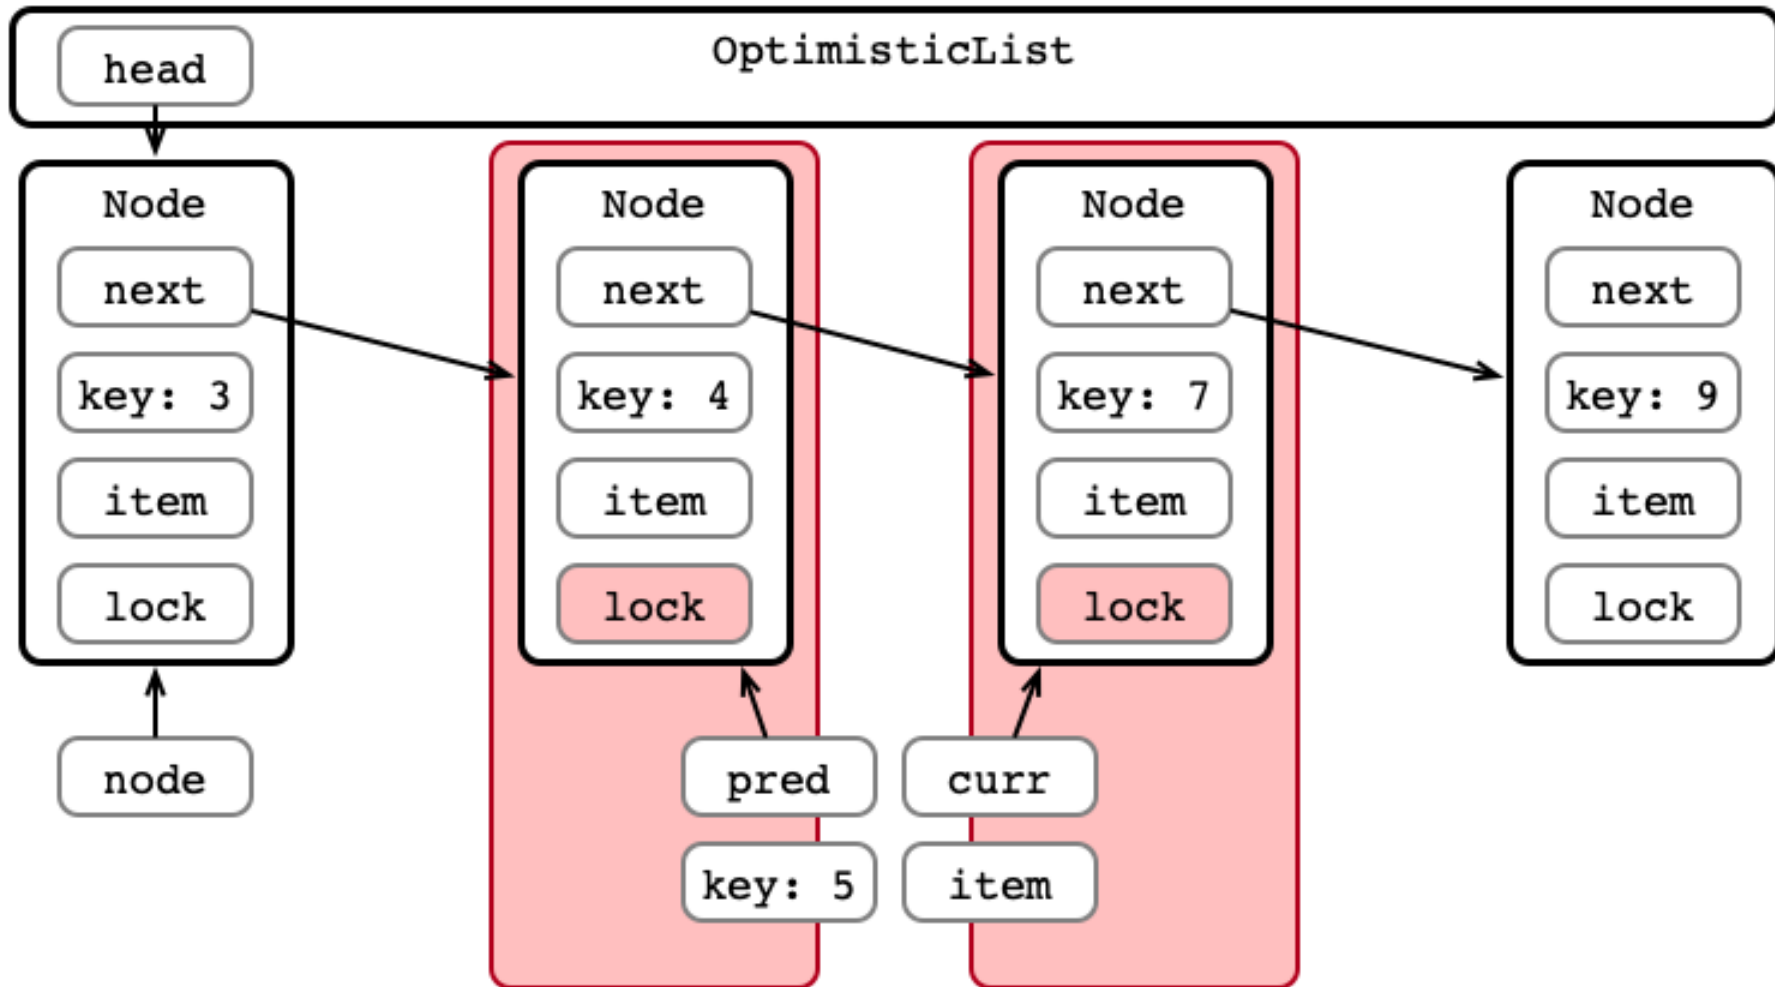 OptimisticList
head
Node
next
key: 3
item
lock
node
Node
next
key: 4
item
lock
pred
key: 5
Node
next
key: 7
item
lock
curr
item
Node
next
key: 9
item
lock